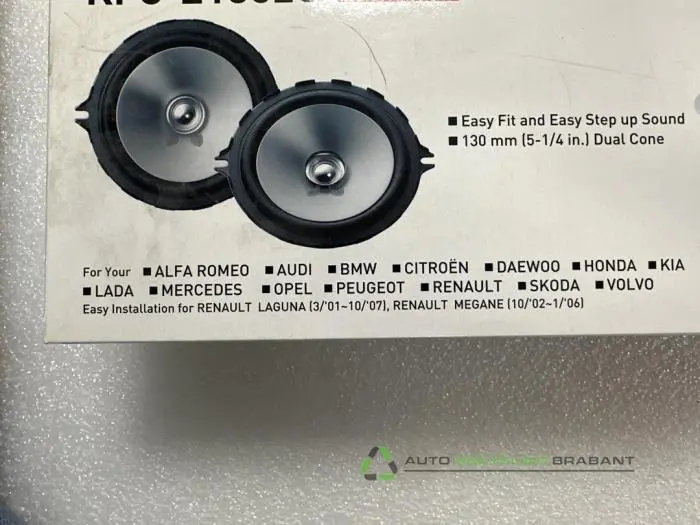 ■ Easy Fit and Easy Step up Sound
■ 130 mm (5-1/4 in.) Dual Cone
For Your ■ ALFA ROMEO ■ AUDI ■ BMW ■ CITROËN ■ DAEWOO ■ HONDA ■ KIA
■ LADA ■ MERCEDES ■ OPEL ■ PEUGEOT ■ RENAULT ■ SKODA ■ VOLVO
Easy Installation for RENAULT LAGUNA (3/'01~10/'07), RENAULT MEGANE (10/'02~1/'06)
AUTO BRABANT